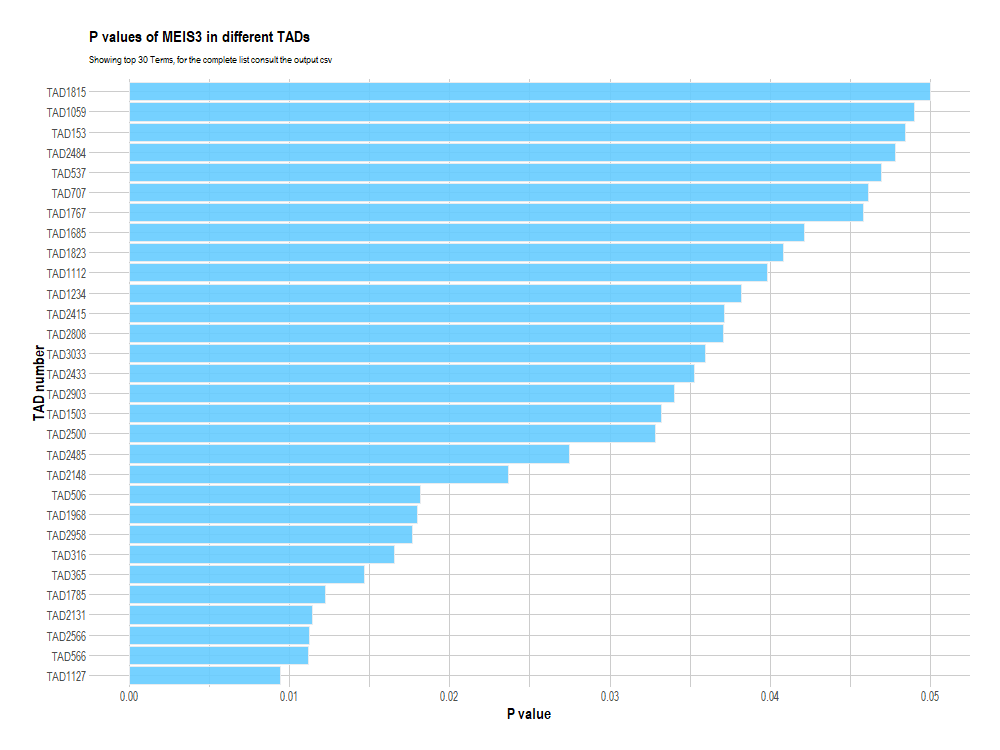 P values of MEIS3 in different TADs
Showing top 30 Terms, for the complete list consult the output csv
TAD number
TAD1815
TAD1059
TAD153
TAD2484
TAD537
TAD707
TAD1767
TAD1685
TAD1823
TAD1112
TAD1234
TAD2415
TAD2808
TAD3033
TAD2433
TAD2903
TAD1503
TAD2500
TAD2485
TAD2148
TAD506
TAD1968
TAD2958
TAD316
TAD365
TAD1785
TAD2131
TAD2566
TAD566
TAD1127
0.00 0.01 0.02 0.03 0.04 0.05
P value